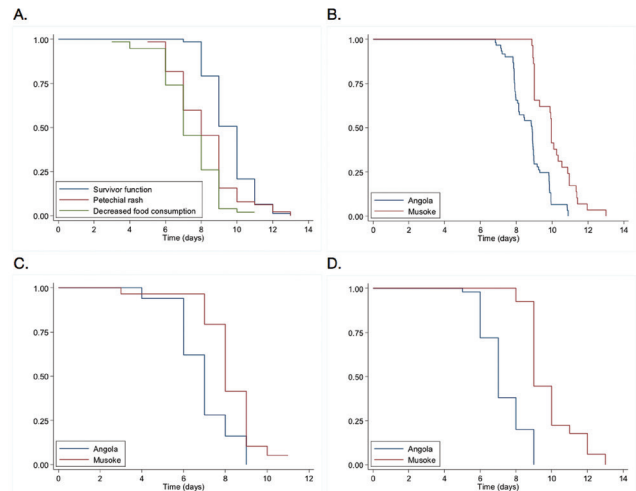 A.
1.00
0.75
0.50
0.25
0.00
Survivor function
Petechial rash
Decreased food consumption
0 2 4 6 8 10 12 14
Time (days)
B.
1.00
0.75
0.50
0.25
0.00
Angola
Musoke
0 2 4 6 8 10 12 14
Time (days)
C.
1.00
0.75
0.50
0.25
0.00
Angola
Musoke
0 2 4 6 8 10 12
Time (days)
D.
1.00
0.75
0.50
0.25
0.00
Angola
Musoke
0 2 4 6 8 10 12 14
Time (days)